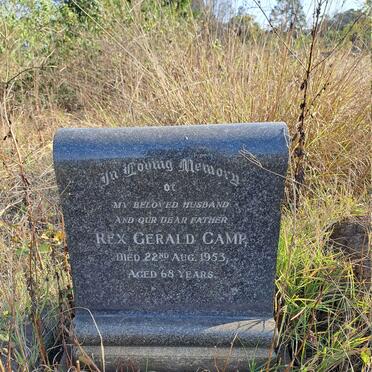 In Loving Memory
OF
MY BELOVED HUSBAND
AND OUR DEAR FATHER
REX GERALD CAMP,
DIED 22ND AUG. 1953,
AGED 68 YEARS.